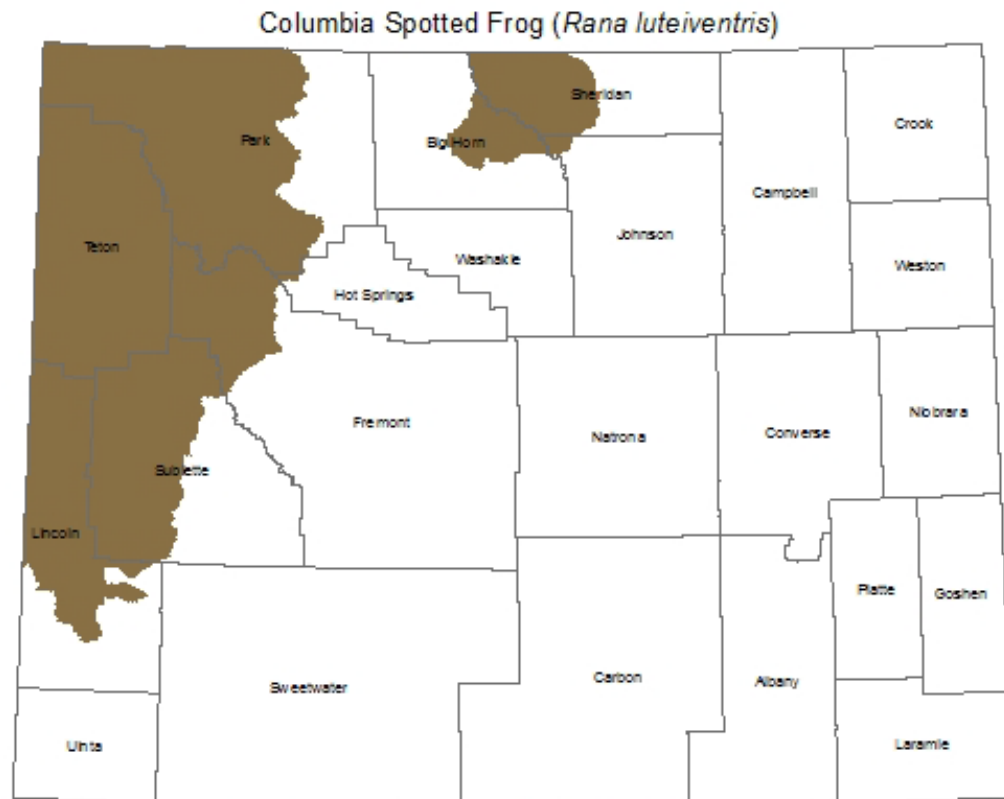 Columbia Spotted Frog (Rana luteiventris)
Sheridan
Crook
Park
Big Horn
Campbell
Johnson
Teton
Washakie
Weston
Hot Springs
Fremont
Natrona
Converse
Niobrara
Sublette
Lincoln
Platte
Goshen
Sweetwater
Carbon
Albany
Uinta
Laramie